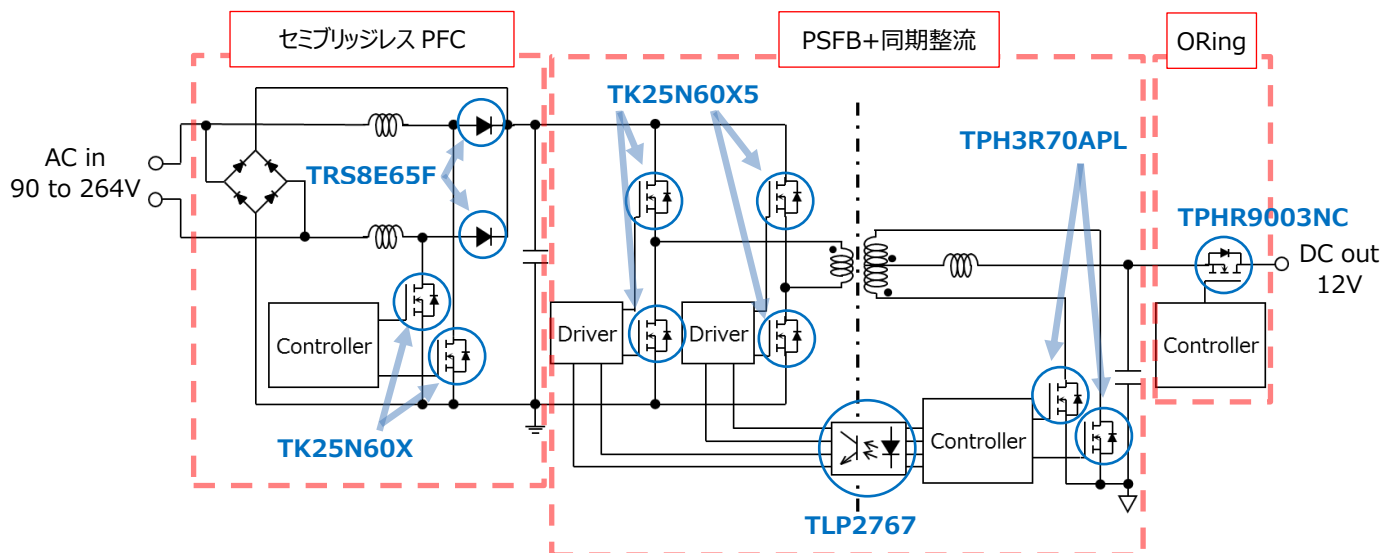 セミブリッジレス PFC
PSFB+同期整流
ORing
AC in
90 to 264V
TRS8E65F
TK25N60X5
TPH3R70APL
TPHR9003NC
DC out
12V
Controller
Driver
Driver
Controller
Controller
TK25N60X
TLP2767